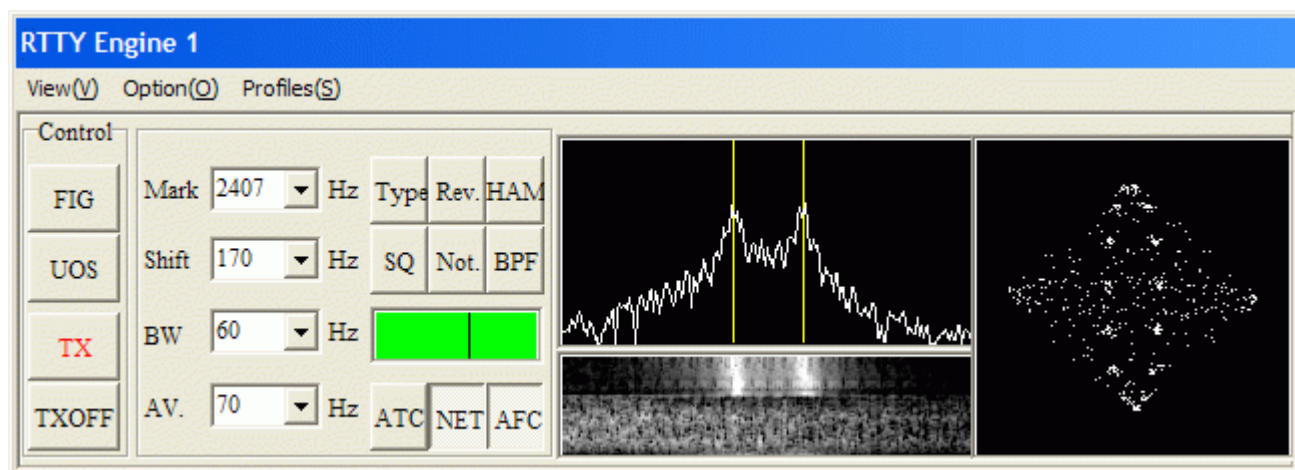 RTTY Engine 1
View(V) Option(O) Profiles(S)
Control
FIG
UOS
TX
TXOFF
Mark 2407 Hz Type Rev. HAM
Shift 170 Hz SQ Not. BPF
BW 60 Hz
AV. 70 Hz ATC NET AFC